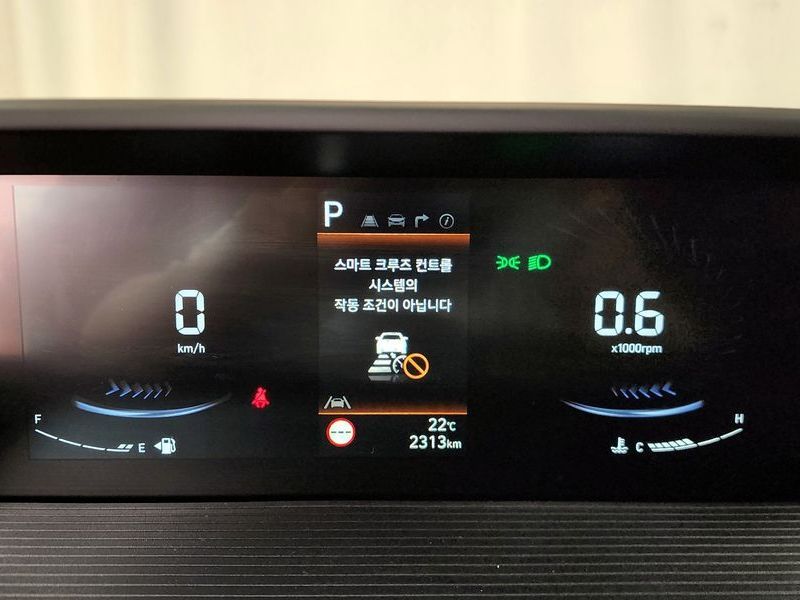 P
스마트 크루즈 컨트롤
시스템의
작동 조건이 아닙니다
0
km/h
0.6
x1000rpm
F
E
H
C
22℃
2313km